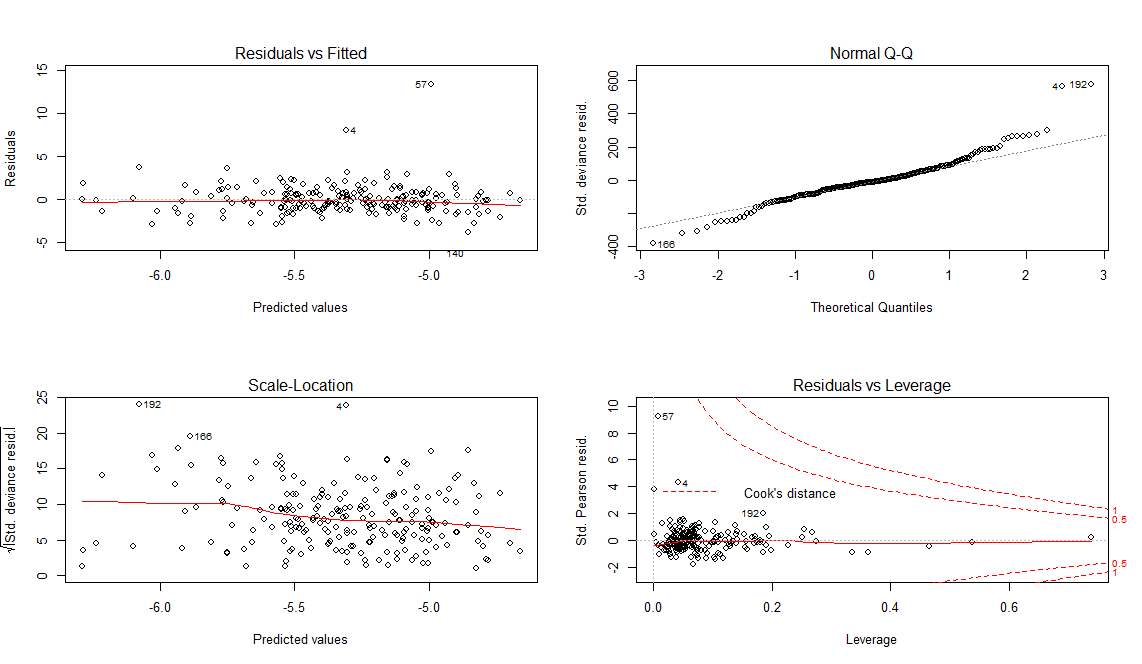 Residuals vs Fitted
Residuals
15
10
5
0
-5
57
4
140
-6.0 -5.5 -5.0
Predicted values
Normal Q-Q
Std. deviance resid.
600
400
200
0
-400
4
192
166
-3 -2 -1 0 1 2 3
Theoretical Quantiles
Scale-Location
√|Std. deviance resid.|
25
20
15
10
5
0
192
4
166
-6.0 -5.5 -5.0
Predicted values
Residuals vs Leverage
Std. Pearson resid.
10
8
6
4
2
0
-2
57
4
Cook's distance
192
1
0.5
0.5
1
0.0 0.2 0.4 0.6
Leverage